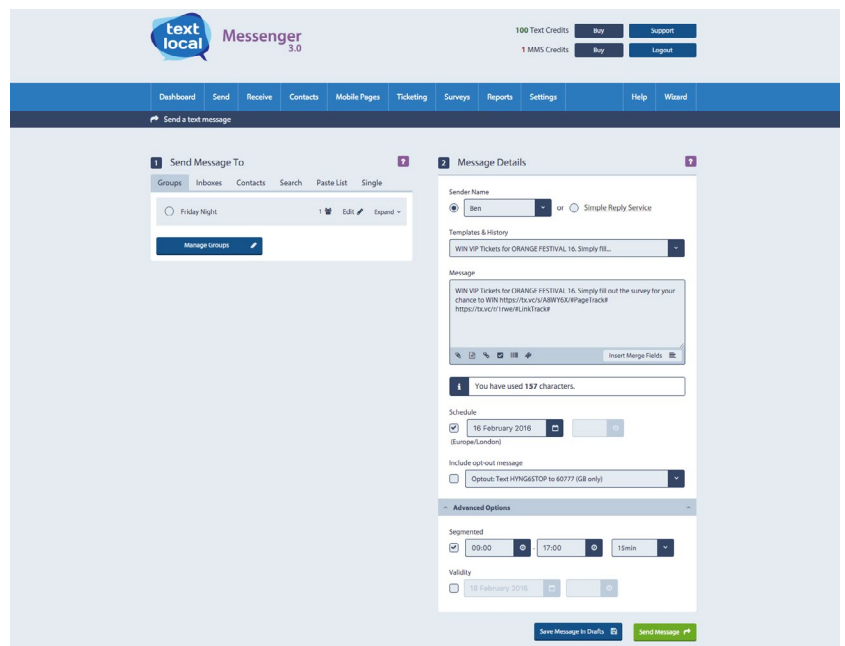 text
local
Messenger
3.0
100 Text Credits Buy Support
1 MMS Credits Buy Logout
Dashboard Send Receive Contacts Mobile Pages Ticketing Surveys Reports Settings Help Wizard
Send a text message
1 Send Message To ?
Groups Inboxes Contacts Search Paste List Single
Friday Night 1 Edit Expand
Manage Groups
2 Message Details ?
Sender Name
Ben or Simple Reply Service
Templates & History
WIN VIP Tickets for ORANGE FESTIVAL 16. Simply fill...
Message
WIN VIP Tickets for ORANGE FESTIVAL 16. Simply fill out the survey for your
chance to WIN https://tx.vc/s/A8WY6X/#PageTrack#
https://tx.vc/r/1rwe/#LinkTrack#
Insert Merge Fields
i You have used 157 characters.
Schedule
16 February 2016
(Europe/London)
Include opt-out message
Optout: Text HYNG6STOP to 60777 (GB only)
Advanced Options
Segmented
09:00 - 17:00 15min
Validity
18 February 2016
Save Message In Drafts Send Message